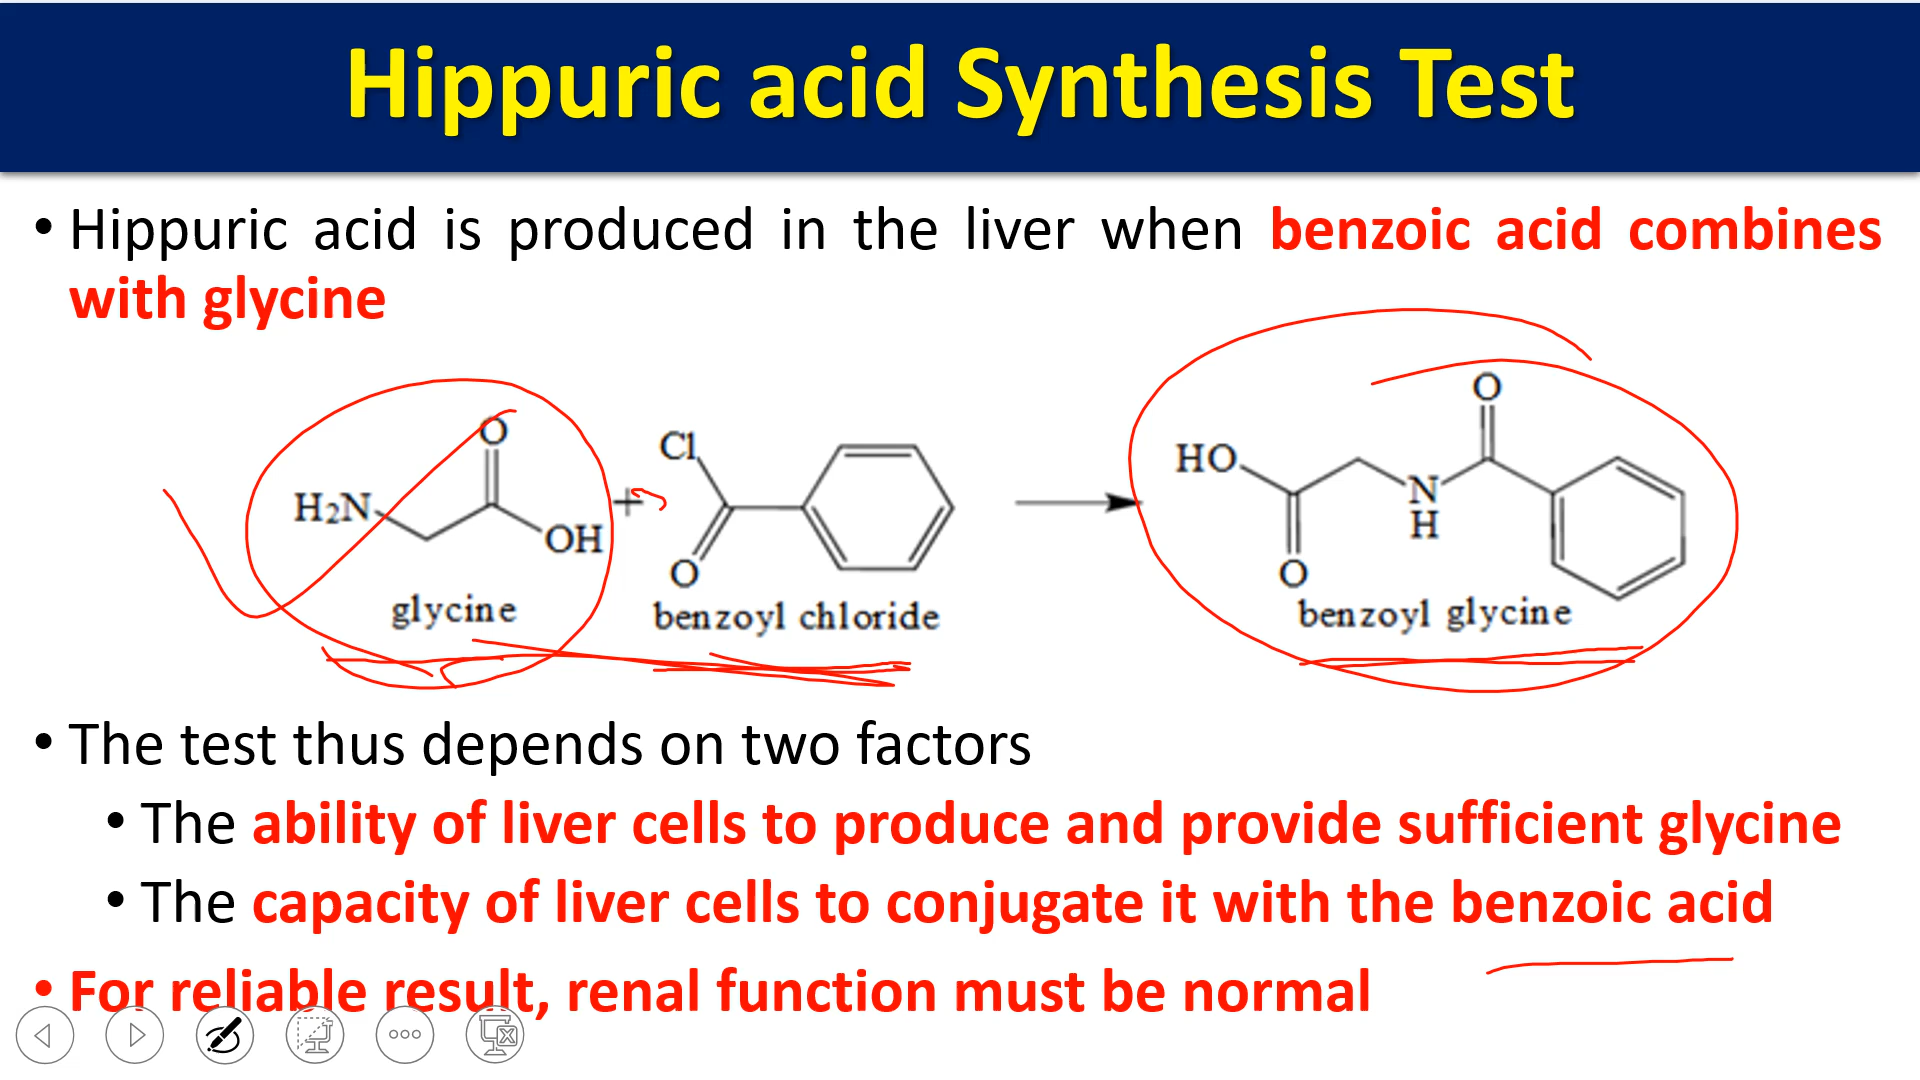 Hippuric acid Synthesis Test
• Hippuric acid is produced in the liver when benzoic acid combines
with glycine
H₂N
O
OH
+
Cl
O
HO
O
N
H
O
glycine
benzoyl chloride
benzoyl glycine
• The test thus depends on two factors
• The ability of liver cells to produce and provide sufficient glycine
• The capacity of liver cells to conjugate it with the benzoic acid
• For reliable result, renal function must be normal